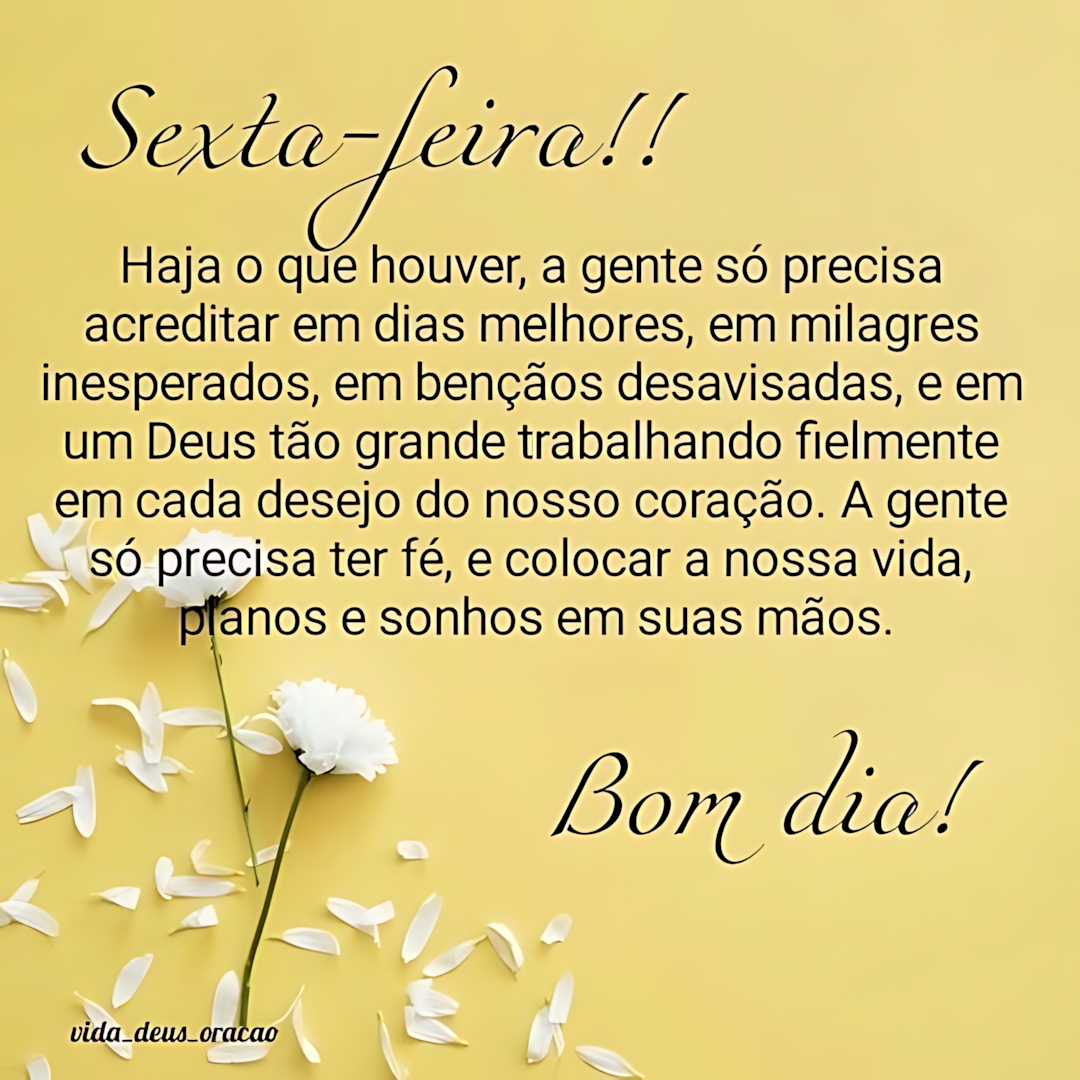 Sexta-feira!!
Haja o que houver, a gente só precisa
acreditar em dias melhores, em milagres
inesperados, em bençãos desavisadas, e em
um Deus tão grande trabalhando fielmente
em cada desejo do nosso coração. A gente
só precisa ter fé, e colocar a nossa vida,
planos e sonhos em suas mãos.
Bom dia!
vida_deus_oracao